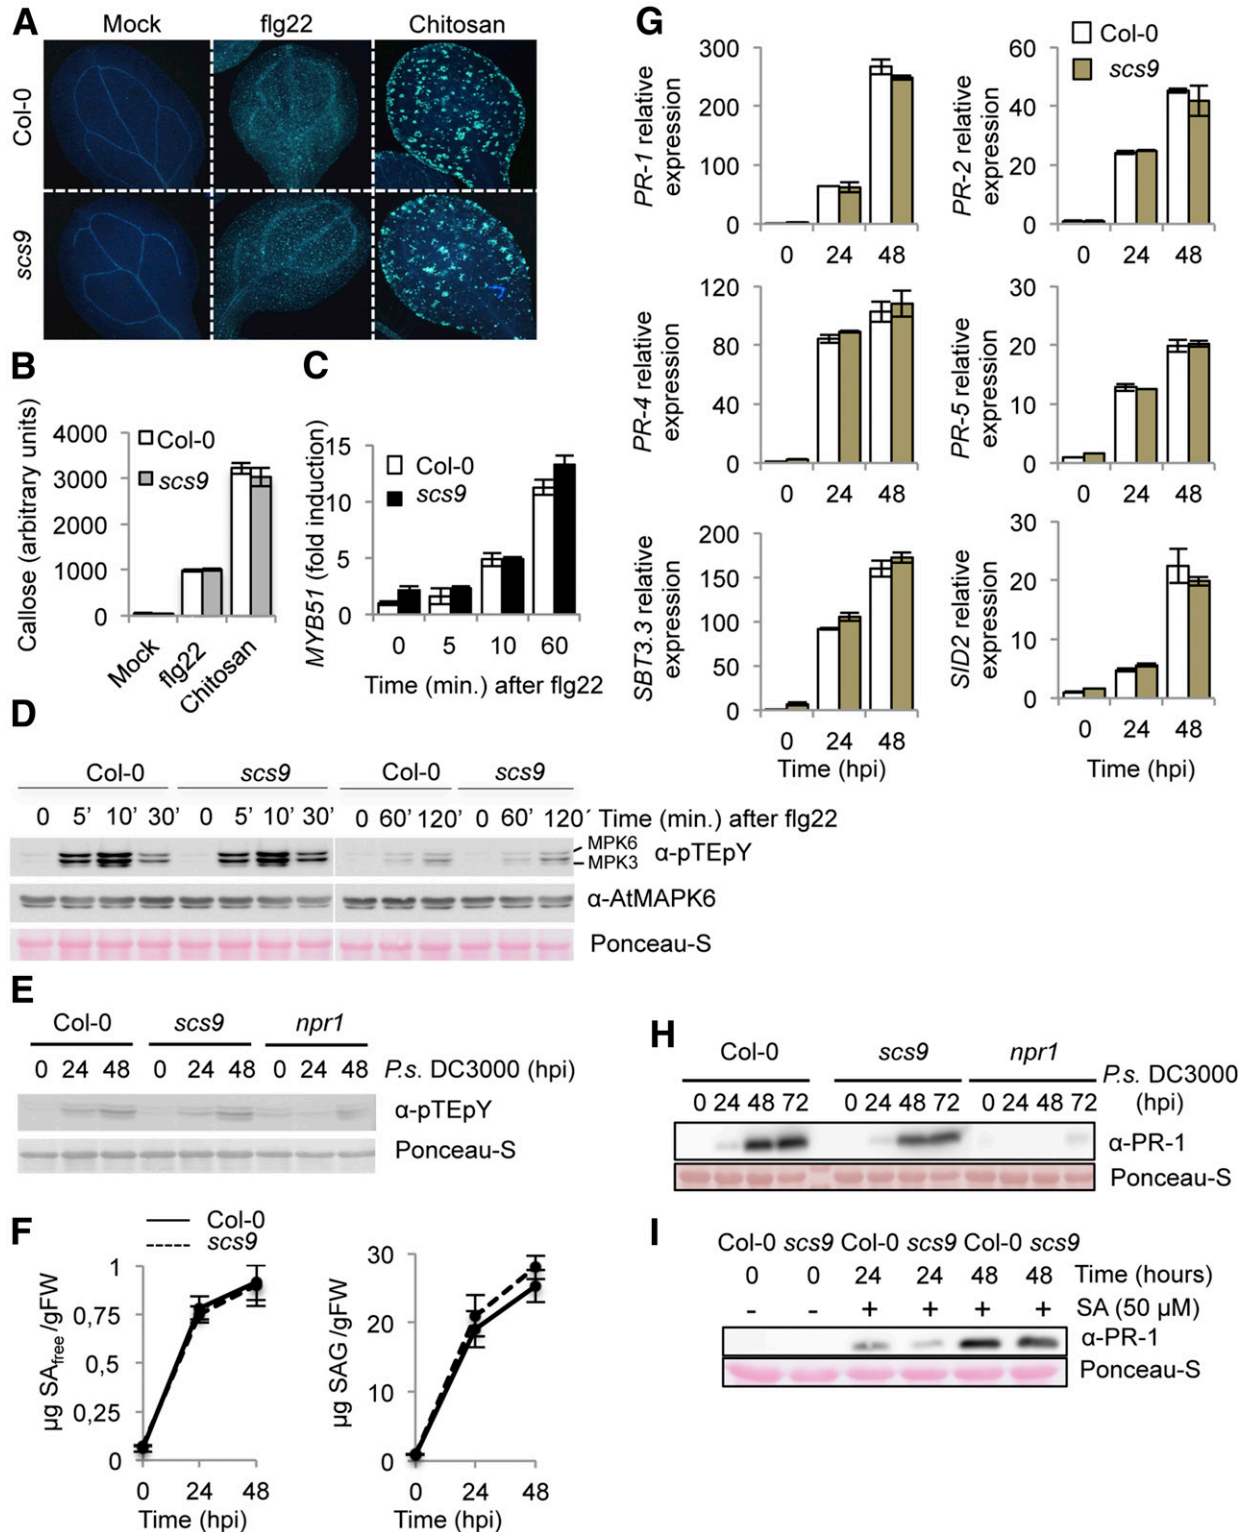 A
Mock flg22 Chitosan
Col-0
scs9
B
Callose (arbitrary units)
4000
3000
2000
1000
0
Col-0
scs9
Mock flg22 Chitosan
C
MYB51 (fold induction)
15
10
5
0
Col-0
scs9
0 5 10 60
Time (min.) after flg22
D
Col-0 scs9 Col-0 scs9
0 5’ 10’ 30’ 0 5’ 10’ 30’ 0 60’ 120’ 0 60’ 120´ Time (min.) after flg22
MPK6
MPK3
α-pTEpY
α-AtMAPK6
Ponceau-S
E
Col-0 scs9 npr1
0 24 48 0 24 48 0 24 48 P.s. DC3000 (hpi)
α-pTEpY
Ponceau-S
F
Col-0
scs9
µg SAfree/gFW
1
0,75
0,5
0,25
0
0 24 48
Time (hpi)
µg SAG/gFW
30
20
10
0
0 24 48
Time (hpi)
G
Col-0
scs9
PR-1 relative
expression
300
200
100
0
0 24 48
PR-2 relative
expression
60
40
20
0
0 24 48
PR-4 relative
expression
120
80
40
0
0 24 48
PR-5 relative
expression
30
20
10
0
0 24 48
SBT3.3 relative
expression
200
150
100
50
0
0 24 48
Time (hpi)
SID2 relative
expression
30
20
10
0
0 24 48
Time (hpi)
H
Col-0 scs9 npr1
P.s. DC3000
(hpi)
0 24 48 72 0 24 48 72 0 24 48 72
α-PR-1
Ponceau-S
I
Col-0 scs9 Col-0 scs9 Col-0 scs9
0 0 24 24 48 48 Time (hours)
- - + + + + SA (50 µM)
α-PR-1
Ponceau-S